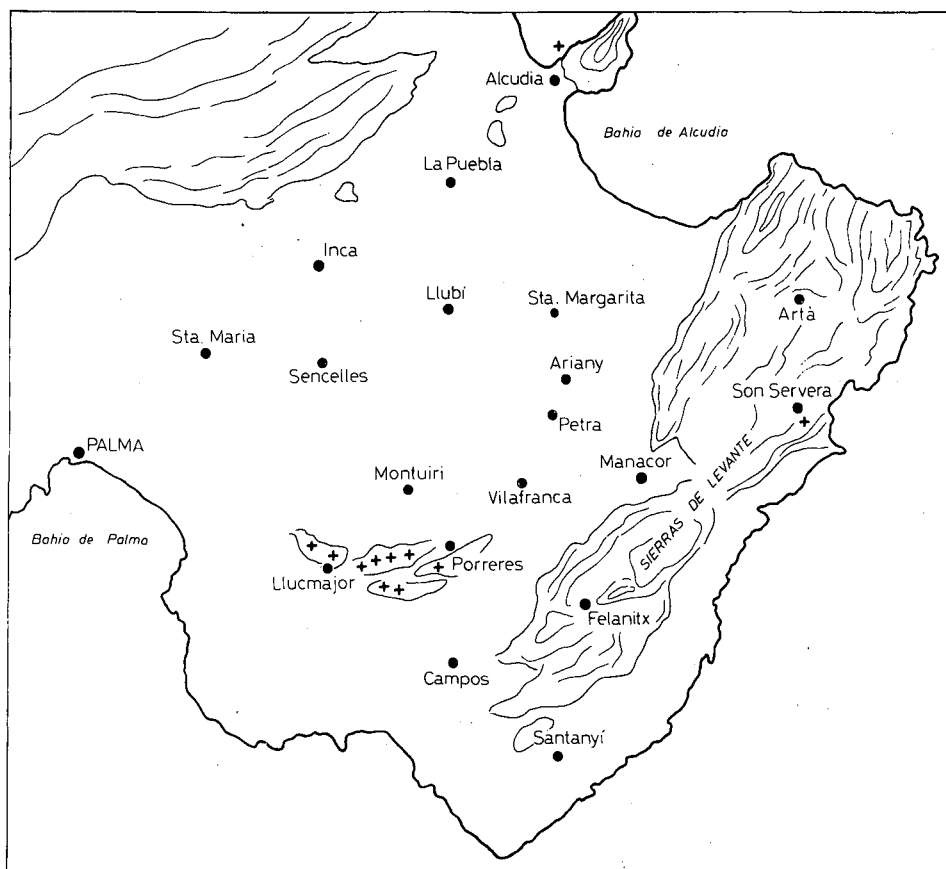 Alcudia
Bahia de Alcudia
La Puebla
Inca
Llubí
Sta. Margarita
Artà
Sta. Maria
Sencelles
Ariany
Son Servera
Petra
PALMA
Manacor
Montuiri
Vilafranca
SIERRAS DE LEVANTE
Bahia de Palma
Porreres
Llucmajor
Felanitx
Campos
Santanyí